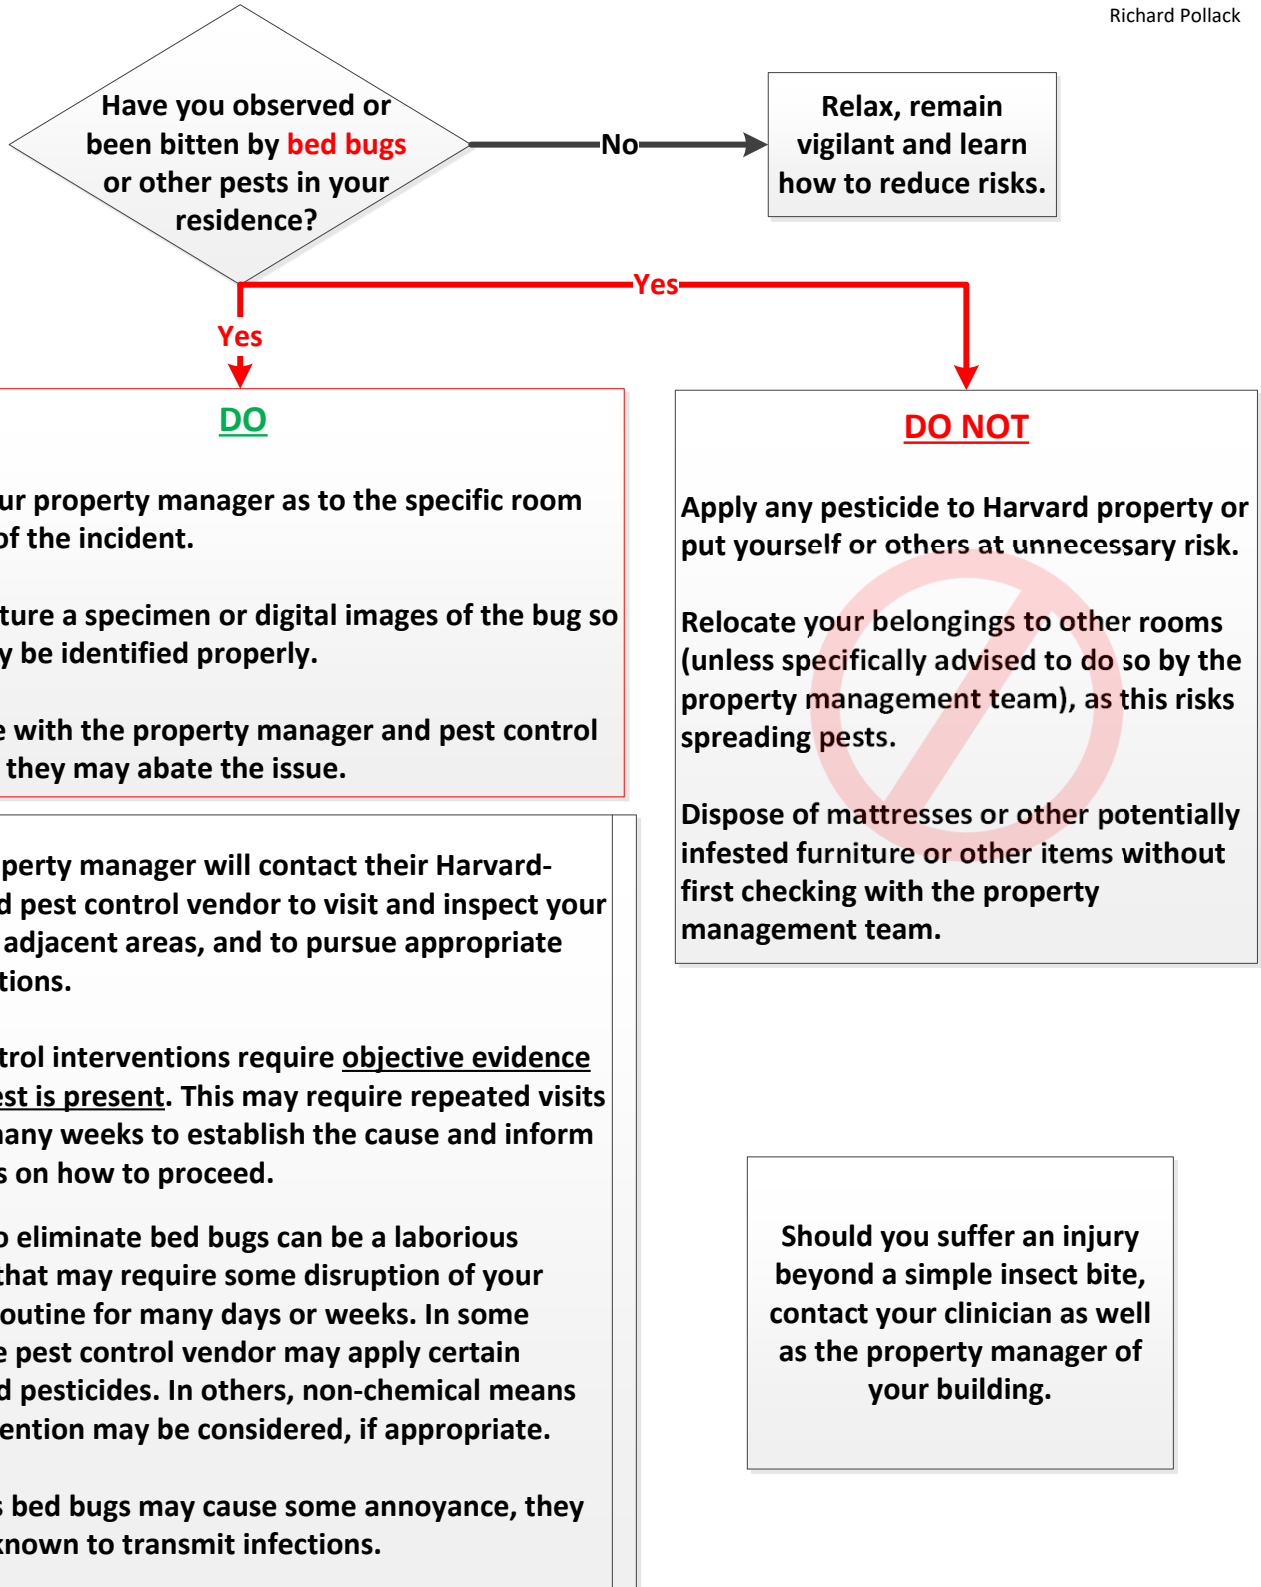 Richard Pollack
Have you observed or
been bitten by bed bugs
or other pests in your
residence?
No
Relax, remain
vigilant and learn
how to reduce risks.
Yes
Yes
DO
ur property manager as to the specific room
of the incident.
ture a specimen or digital images of the bug so
y be identified properly.
e with the property manager and pest control
they may abate the issue.
DO NOT
Apply any pesticide to Harvard property or
put yourself or others at unnecessary risk.
Relocate your belongings to other rooms
(unless specifically advised to do so by the
property management team), as this risks
spreading pests.
Dispose of mattresses or other potentially
infested furniture or other items without
first checking with the property
management team.
perty manager will contact their Harvard-
d pest control vendor to visit and inspect your
adjacent areas, and to pursue appropriate
tions.
trol interventions require objective evidence
est is present. This may require repeated visits
many weeks to establish the cause and inform
s on how to proceed.
o eliminate bed bugs can be a laborious
that may require some disruption of your
outine for many days or weeks. In some
e pest control vendor may apply certain
d pesticides. In others, non-chemical means
ention may be considered, if appropriate.
s bed bugs may cause some annoyance, they
known to transmit infections.
Should you suffer an injury
beyond a simple insect bite,
contact your clinician as well
as the property manager of
your building.